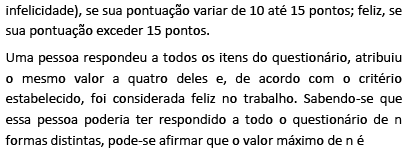 infelicidade), se sua pontuação variar de 10 até 15 pontos; feliz, se
sua pontuação exceder 15 pontos.
Uma pessoa respondeu a todos os itens do questionário, atribuiu
o mesmo valor a quatro deles e, de acordo com o critério
estabelecido, foi considerada feliz no trabalho. Sabendo-se que
essa pessoa poderia ter respondido a todo o questionário de n
formas distintas, pode-se afirmar que o valor máximo de n é